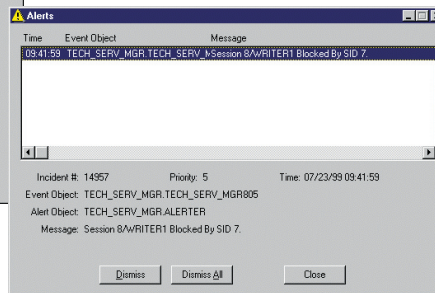 Alerts
Time Event Object Message
09:41:59 TECH_SERV_MGR.TECH_SERV_MSession 8/WRITER1 Blocked By SID 7.
Incident #: 14957 Priority: 5 Time: 07/23/99 09:41:59
Event Object: TECH_SERV_MGR.TECH_SERV_MGR805
Alert Object: TECH_SERV_MGR.ALERTER
Message: Session 8/WRITER1 Blocked By SID 7.
Dismiss Dismiss All Close